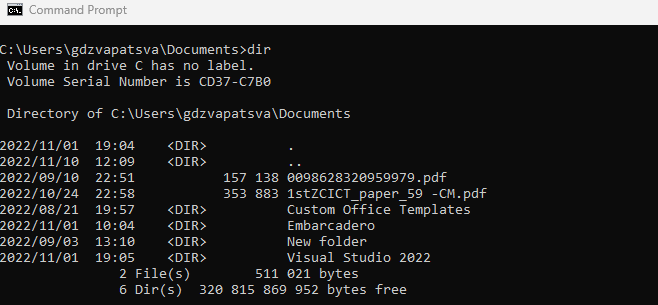 Command Prompt
C:\Users\gdzvapatsva\Documents>dir
Volume in drive C has no label.
Volume Serial Number is CD37-C7B0
Directory of C:\Users\gdzvapatsva\Documents
2022/11/01 19:04 <DIR> .
2022/11/10 12:09 <DIR> ..
2022/09/10 22:51 157 138 0098628320959979.pdf
2022/10/24 22:58 353 883 1stZCICT_paper_59 -CM.pdf
2022/08/21 19:57 <DIR> Custom Office Templates
2022/11/01 10:04 <DIR> Embarcadero
2022/09/03 13:10 <DIR> New folder
2022/11/01 19:05 <DIR> Visual Studio 2022
2 File(s) 511 021 bytes
6 Dir(s) 320 815 869 952 bytes free